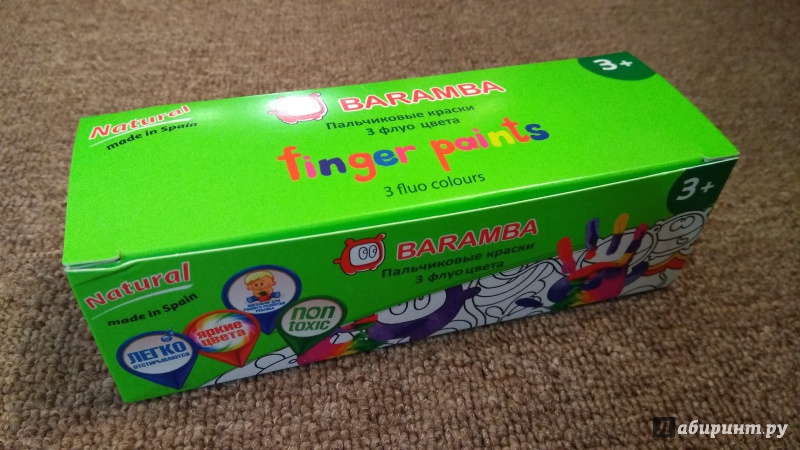 Natural
made in Spain
BARAMBA
Пальчиковые краски
3 флуо цвета
finger paints
3 fluo colours
3+
3+
BARAMBA
Пальчиковые краски
3 флуо цвета
Natural
made in Spain
ЛЕГКО
ОТСТИРЫВАЮТСЯ
ЯРКИЕ
ЦВЕТА
non
toxic
Лабиринт.ру